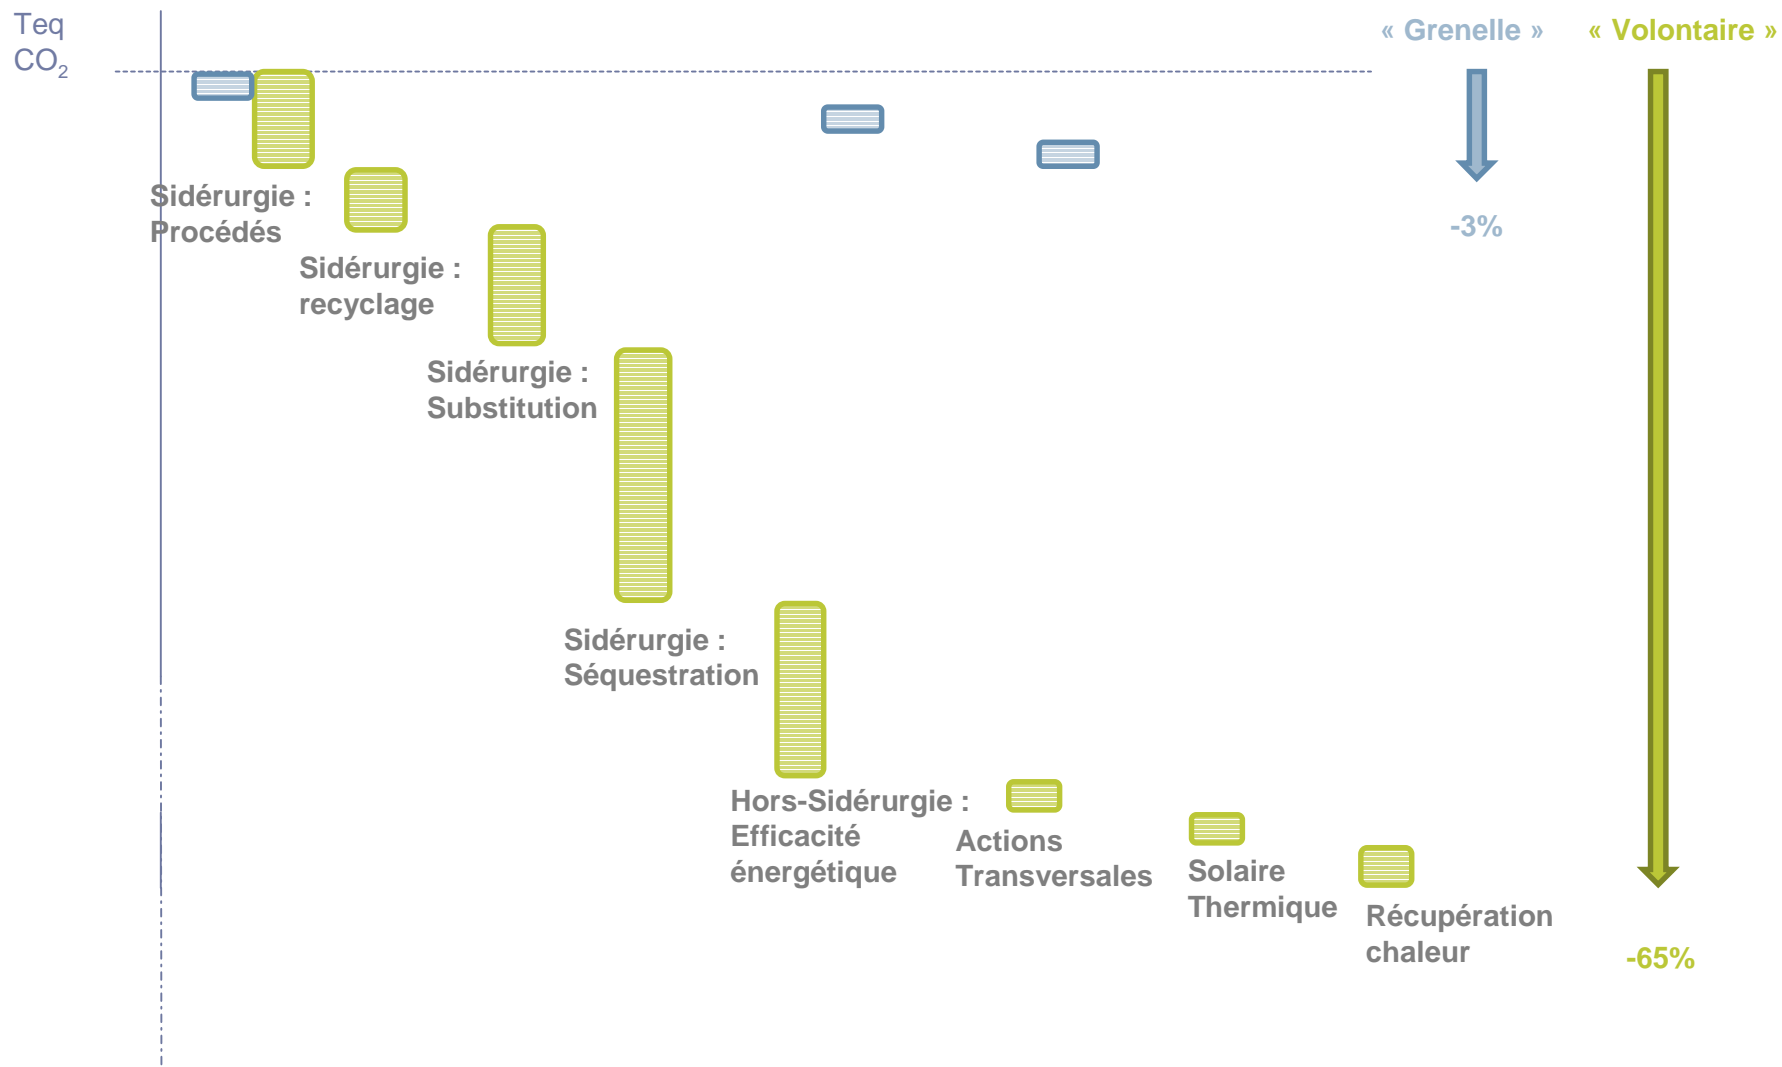 Teq
CO₂
« Grenelle »
« Volontaire »
Sidérurgie :
Procédés
-3%
Sidérurgie :
recyclage
Sidérurgie :
Substitution
Sidérurgie :
Séquestration
Hors-Sidérurgie :
Efficacité
énergétique
Actions
Transversales
Solaire
Thermique
Récupération
chaleur
-65%